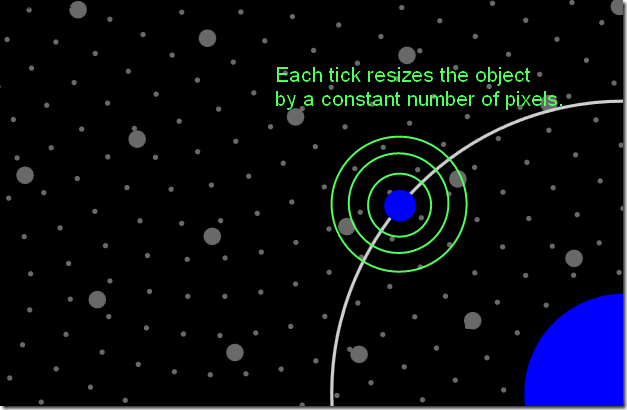 Each tick resizes the object
by a constant number of pixels.